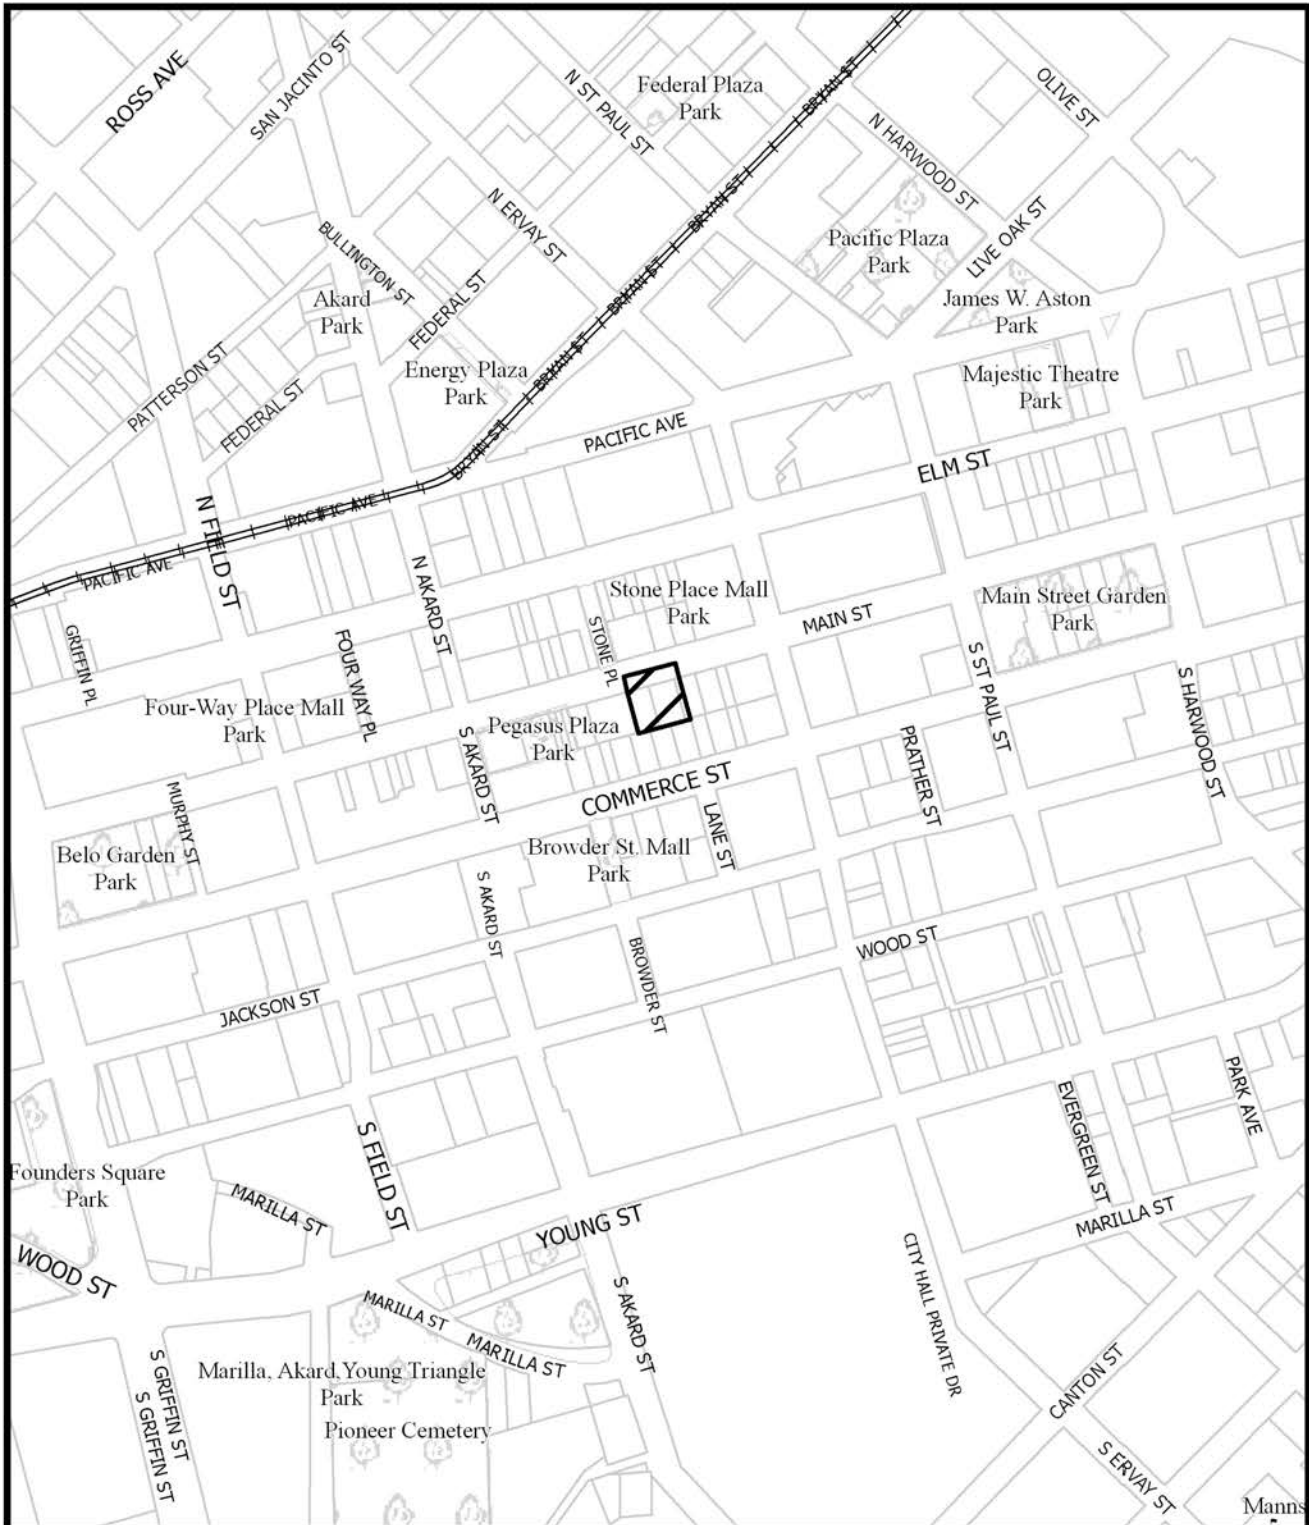 ROSS AVE
SAN JACINTO ST
N ST PAUL ST
Federal Plaza
Park
BRYAN ST
OLIVE ST
N HARWOOD ST
N ERVAY ST
BRYAN ST
BULLINGTON ST
Pacific Plaza
Park
LIVE OAK ST
Akard
Park
FEDERAL ST
BRYAN ST
James W. Aston
Park
PATTERSON ST
FEDERAL ST
Energy Plaza
Park
BRYAN ST
Majestic Theatre
Park
BRYAN ST
PACIFIC AVE
ELM ST
PACIFIC AVE
N FIELD ST
PACIFIC AVE
N AKARD ST
Stone Place Mall
Park
MAIN ST
Main Street Garden
Park
GRIFFIN PL
FOUR WAY PL
STONE PL
S ST PAUL ST
S HARWOOD ST
Four-Way Place Mall
Park
Pegasus Plaza
Park
S AKARD ST
PRATHER ST
COMMERCE ST
MURPHY ST
LANE ST
Belo Garden
Park
Browder St. Mall
Park
S AKARD ST
BROWDER ST
WOOD ST
JACKSON ST
PARK AVE
EVERGREEN ST
S FIELD ST
Founders Square
Park
MARILLA ST
YOUNG ST
MARILLA ST
WOOD ST
CITY HALL PRIVATE DR
MARILLA ST
S AKARD ST
MARILLA ST
S GRIFFIN ST
S GRIFFIN ST
Marilla, Akard, Young Triangle
Park
Pioneer Cemetery
CANTON ST
S ERVAY ST
Manns